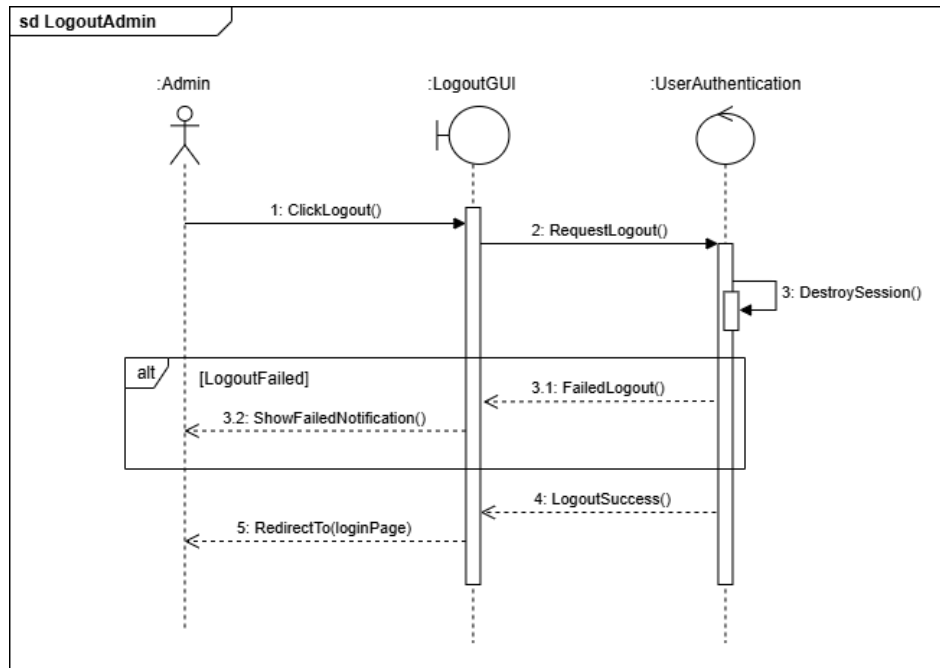 sd LogoutAdmin
:Admin
:LogoutGUI
:UserAuthentication
1: ClickLogout()
2: RequestLogout()
3: DestroySession()
alt
[LogoutFailed]
3.1: FailedLogout()
3.2: ShowFailedNotification()
4: LogoutSuccess()
5: RedirectTo(loginPage)